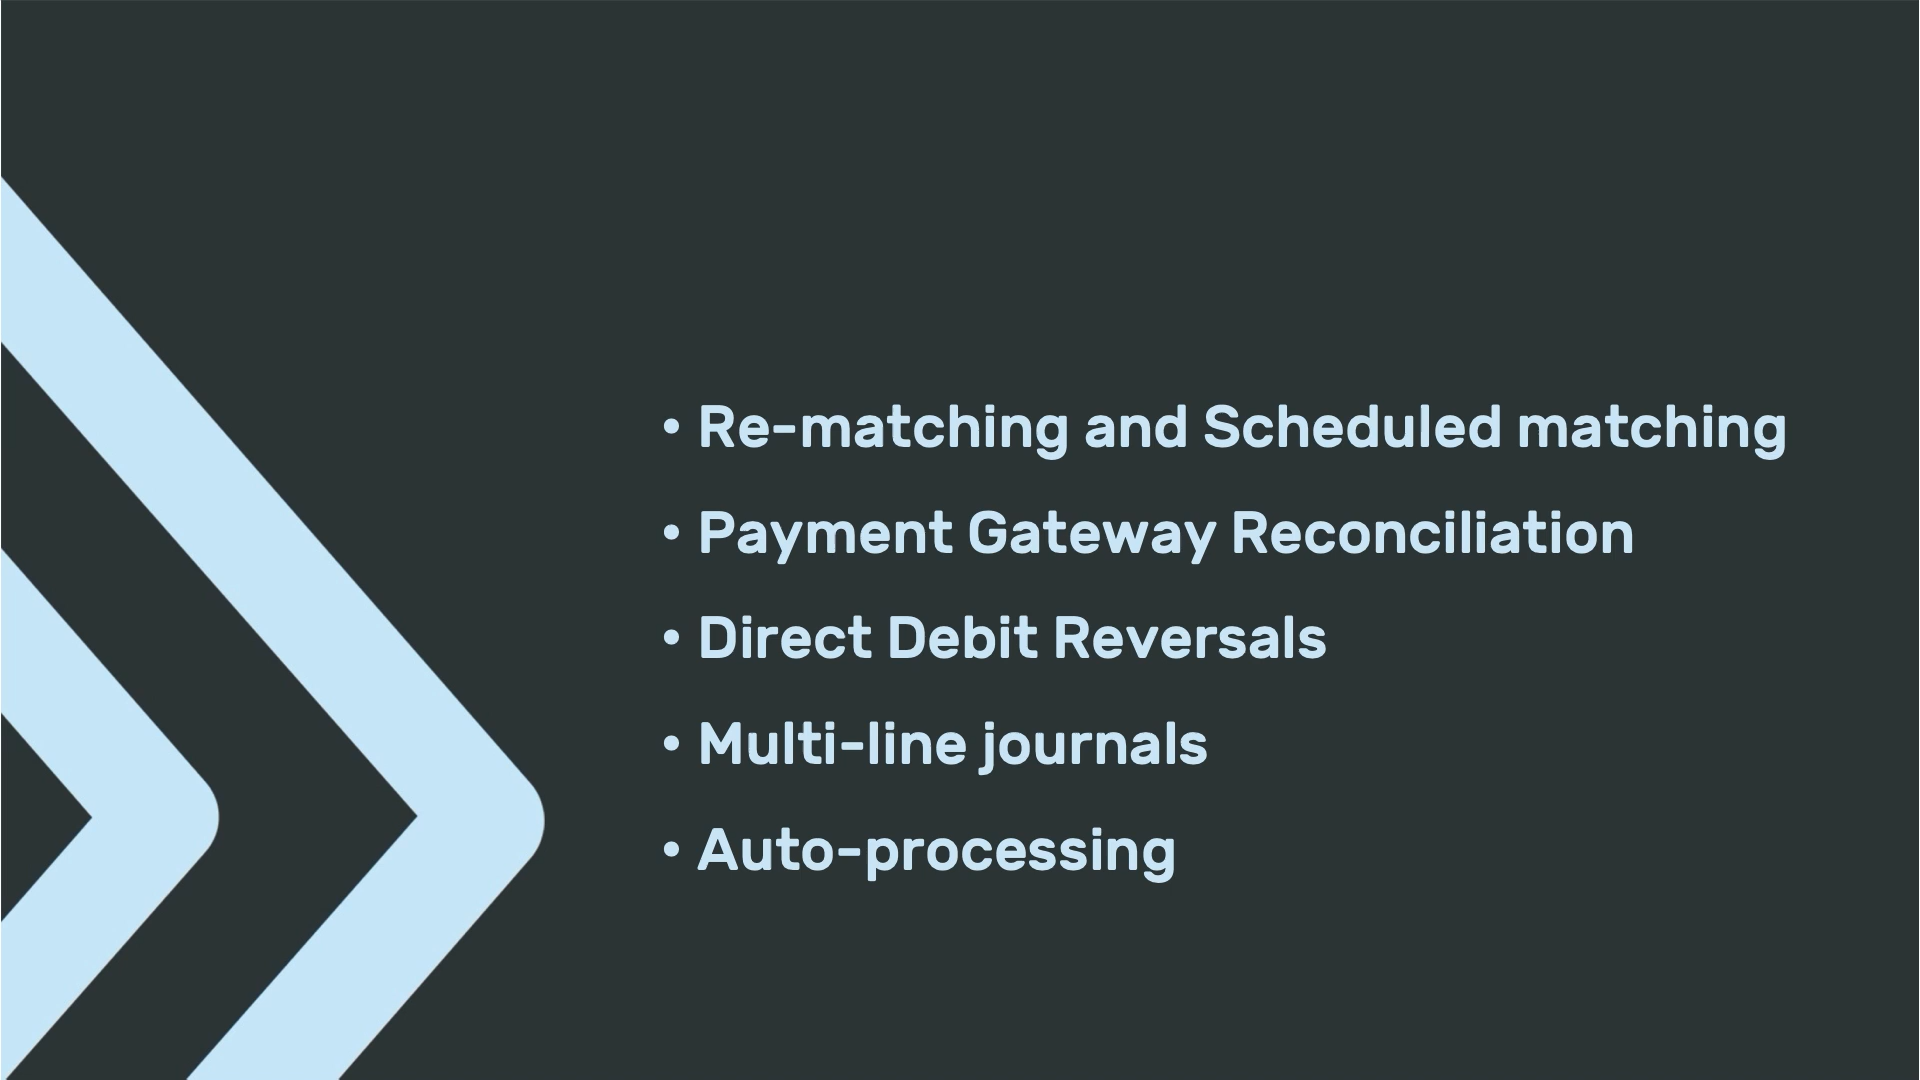 • Re-matching and Scheduled matching
• Payment Gateway Reconciliation
• Direct Debit Reversals
• Multi-line journals
• Auto-processing